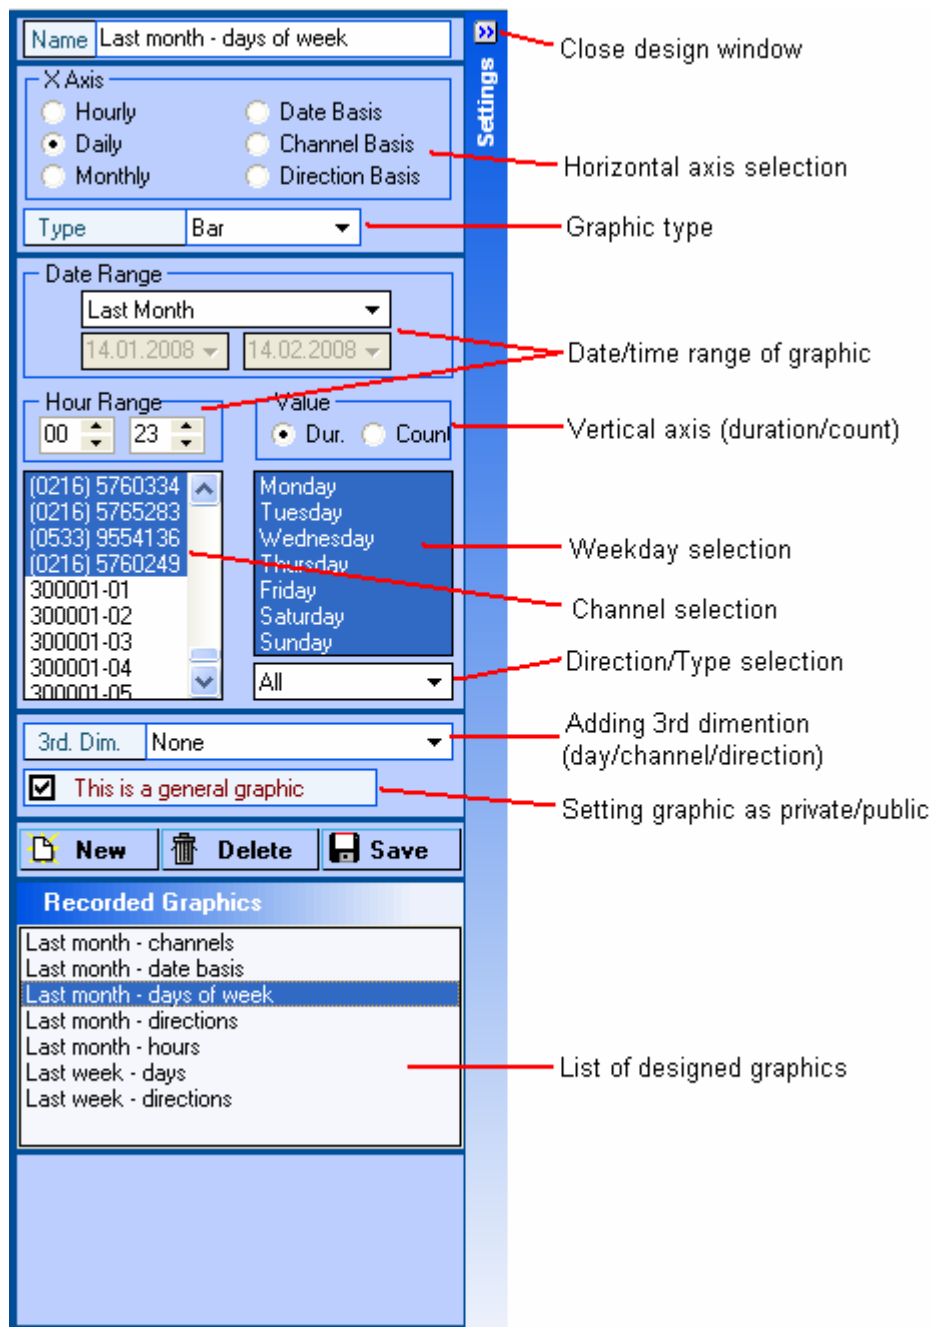 Name Last month - days of week
>>
Close design window
Settings
X Axis
Hourly Date Basis
Daily Channel Basis
Monthly Direction Basis
Horizontal axis selection
Type Bar
Graphic type
Date Range
Last Month
14.01.2008 14.02.2008
Date/time range of graphic
Hour Range Value
00 23 Dur. Count
Vertical axis (duration/count)
(0216) 5760334
(0216) 5765283
(0533) 9554136
(0216) 5760249
300001-01
300001-02
300001-03
300001-04
300001-05
Monday
Tuesday
Wednesday
Thursday
Friday
Saturday
Sunday
All
Weekday selection
Channel selection
Direction/Type selection
3rd. Dim. None
Adding 3rd dimention
(day/channel/direction)
This is a general graphic
Setting graphic as private/public
New Delete Save
Recorded Graphics
Last month - channels
Last month - date basis
Last month - days of week
Last month - directions
Last month - hours
Last week - days
Last week - directions
List of designed graphics